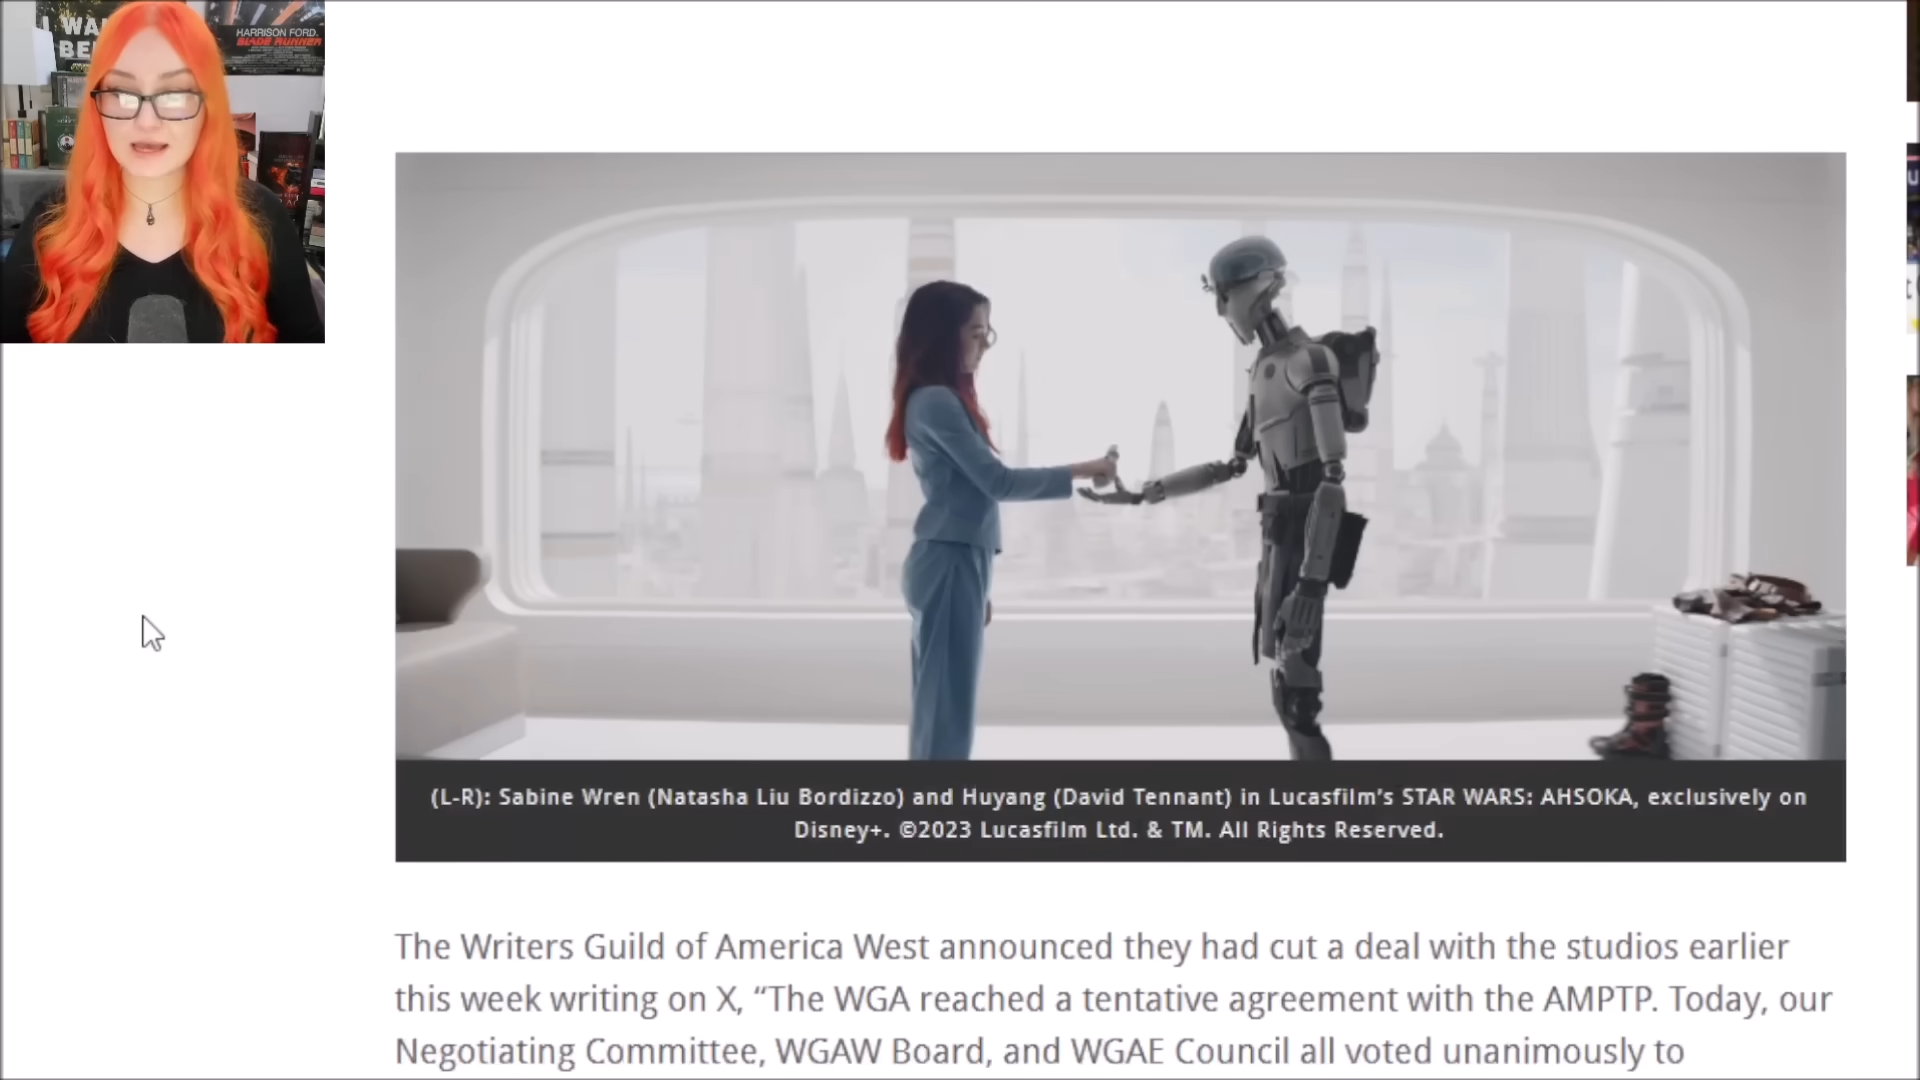 WA
BE
HARRISON FORD.
BLADE RUNNER
(L-R): Sabine Wren (Natasha Liu Bordizzo) and Huyang (David Tennant) in Lucasfilm's STAR WARS: AHSOKA, exclusively on
Disney+. ©2023 Lucasfilm Ltd. & TM. All Rights Reserved.
The Writers Guild of America West announced they had cut a deal with the studios earlier
this week writing on X, “The WGA reached a tentative agreement with the AMPTP. Today, our
Negotiating Committee, WGAW Board, and WGAE Council all voted unanimously to